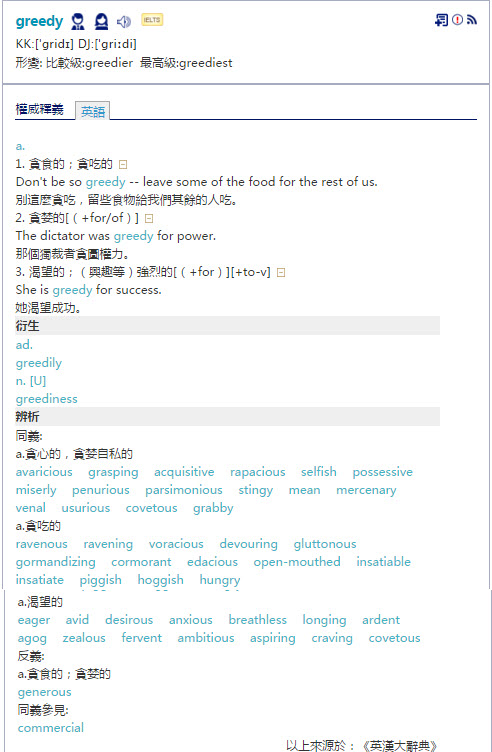 greedy IELTS
KK:[ˋgridɪ] DJ:[ˋgri:di]
形變: 比較級:greedier 最高級:greediest
權威釋義 英語
a.
1. 貪食的；貪吃的
Don't be so greedy -- leave some of the food for the rest of us.
別這麼貪吃，留些食物給我們其餘的人吃。
2. 貪婪的[（+for/of）]
The dictator was greedy for power.
那個獨裁者貪圖權力。
3. 渴望的；（興趣等）強烈的[（+for）][+to-v]
She is greedy for success.
她渴望成功。
衍生
ad.
greedily
n. [U]
greediness
辨析
同義:
a.貪心的，貪婪自私的
avaricious grasping acquisitive rapacious selfish possessive
miserly penurious parsimonious stingy mean mercenary
venal usurious covetous grabby
a.貪吃的
ravenous ravening voracious devouring gluttonous
gormandizing cormorant edacious open-mouthed insatiable
insatiate piggish hoggish hungry
a.渴望的
eager avid desirous anxious breathless longing ardent
agog zealous fervent ambitious aspiring craving covetous
反義:
a.貪食的；貪婪的
generous
同義參見:
commercial
以上來源於：《英漢大辭典》